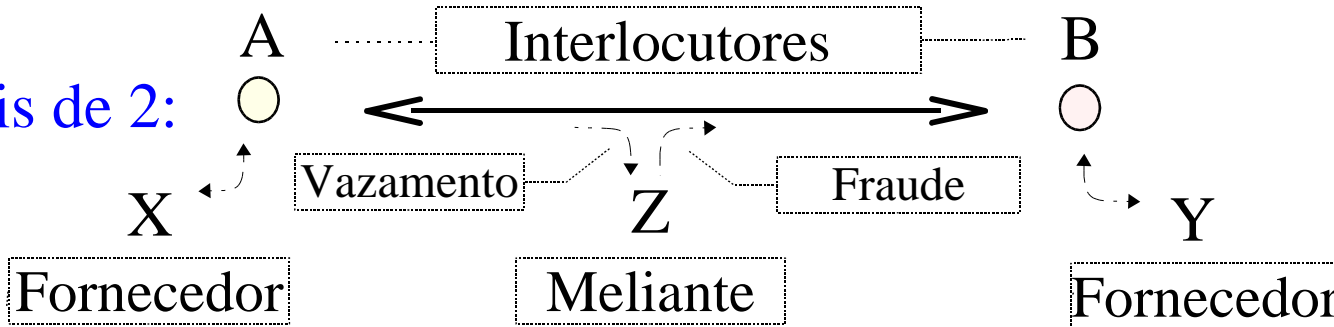 A Interlocutores B
is de 2:
Vazamento Fraude
X Z Y
Fornecedor Meliante Fornecedor